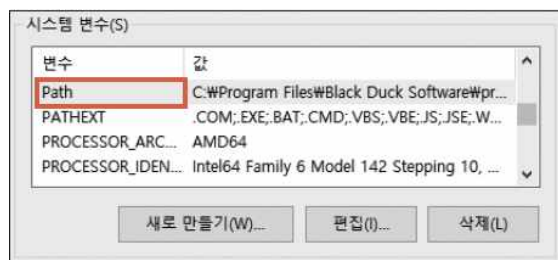 시스템 변수(S)
변수 값
Path C:₩Program Files₩Black Duck Software₩pr...
PATHEXT .COM;.EXE;.BAT;.CMD;.VBS;.VBE;.JS;.JSE;.W...
PROCESSOR_ARC... AMD64
PROCESSOR_IDEN... Intel64 Family 6 Model 142 Stepping 10, ...
새로 만들기(W)... 편집(I)... 삭제(L)